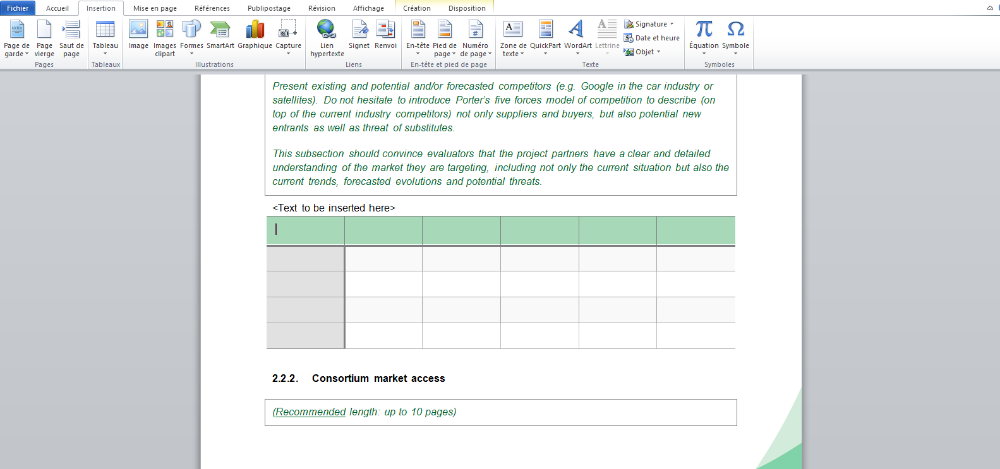 Fichier Accueil Insertion Mise en page Références Publipostage Révision Affichage Création Disposition
Page de garde Page vierge Saut de page Tableau Image Images clipart Formes SmartArt Graphique Capture Lien hypertexte Signet Renvoi En-tête Pied de page Numéro de page Zone de texte QuickPart WordArt Lettrine Signature Date et heure Objet Équation Symbole
Pages Tableaux Illustrations Liens En-tête et pied de page Texte Symboles
Present existing and potential and/or forecasted competitors (e.g. Google in the car industry or
satellites). Do not hesitate to introduce Porter's five forces model of competition to describe (on
top of the current industry competitors) not only suppliers and buyers, but also potential new
entrants as well as threat of substitutes.
This subsection should convince evaluators that the project partners have a clear and detailed
understanding of the market they are targeting, including not only the current situation but also the
current trends, forecasted evolutions and potential threats.
<Text to be inserted here>
2.2.2. Consortium market access
(Recommended length: up to 10 pages)